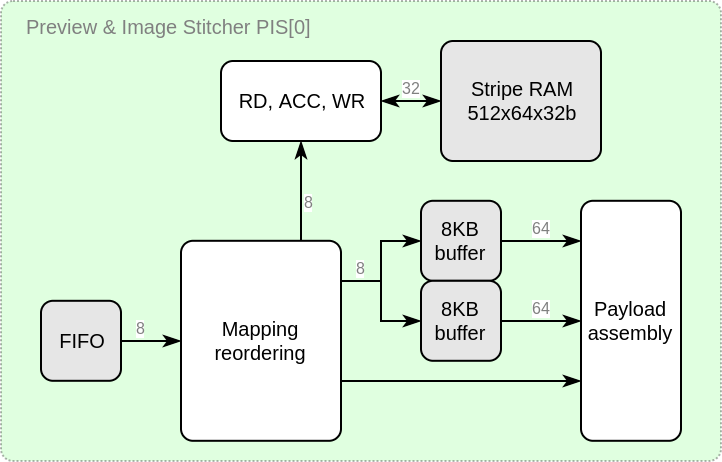 Preview & Image Stitcher PIS[0]
RD, ACC, WR
32
Stripe RAM
512x64x32b
8
8
8KB
buffer
64
8KB
buffer
64
Payload
assembly
FIFO
8
Mapping
reordering